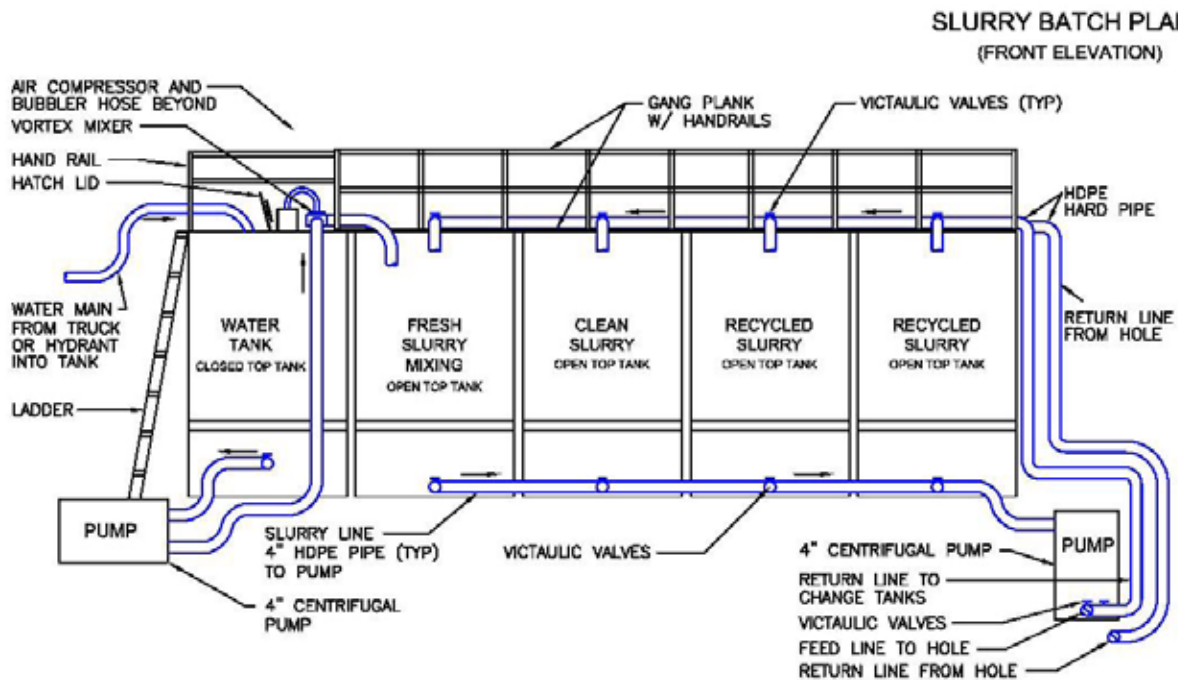 SLURRY BATCH PLA
(FRONT ELEVATION)
AIR COMPRESSOR AND
BUBBLER HOSE BEYOND
VORTEX MIXER
HAND RAIL
HATCH LID
GANG PLANK
W/ HANDRAILS
VICTAULIC VALVES (TYP)
HDPE
HARD PIPE
WATER MAIN
FROM TRUCK
OR HYDRANT
INTO TANK
WATER
TANK
CLOSED TOP TANK
FRESH
SLURRY
MIXING
OPEN TOP TANK
CLEAN
SLURRY
OPEN TOP TANK
RECYCLED
SLURRY
OPEN TOP TANK
RECYCLED
SLURRY
OPEN TOP TANK
RETURN LINE
FROM HOLE
LADDER
PUMP
4" CENTRIFUGAL
PUMP
SLURRY LINE
4" HDPE PIPE (TYP)
TO PUMP
VICTAULIC VALVES
4" CENTRIFUGAL PUMP
PUMP
RETURN LINE TO
CHANGE TANKS
VICTAULIC VALVES
FEED LINE TO HOLE
RETURN LINE FROM HOLE